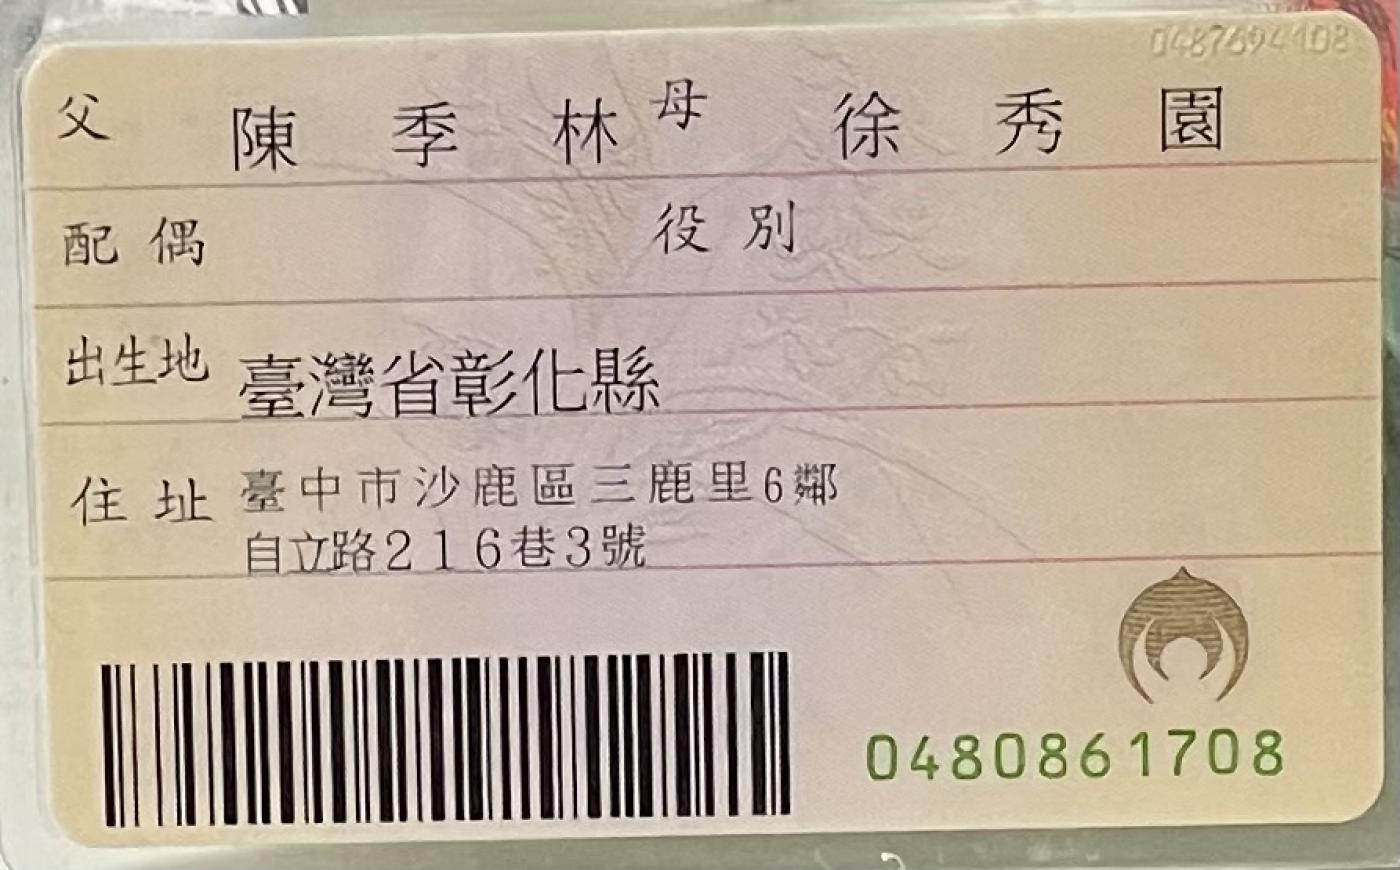 0487694108
父 陳季林 母 徐秀園
配偶 役別
出生地 臺灣省彰化縣
住址 臺中市沙鹿區三鹿里6鄰
自立路216巷3號
0480861708